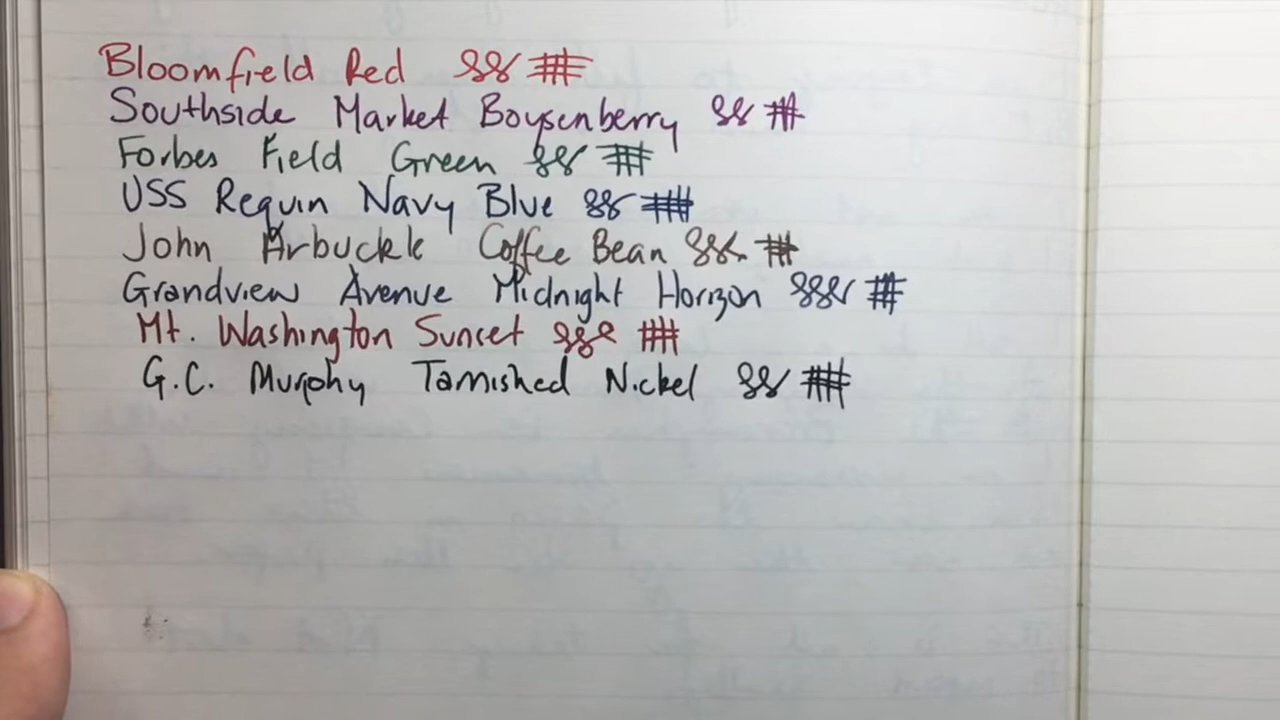 Bloomfield Red
Southside Market Boysenberry
Forbes Field Green
USS Requin Navy Blue
John Arbuckle Coffee Bean
Grandview Avenue Midnight Horizon
Mt. Washington Sunset
G.C. Murphy Tarnished Nickel